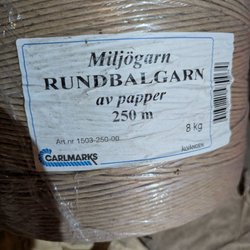 Miljögarn
RUNDBALGARN
av papper
250 m
8 kg
Art.nr 1503-250-00
CARLMARKS